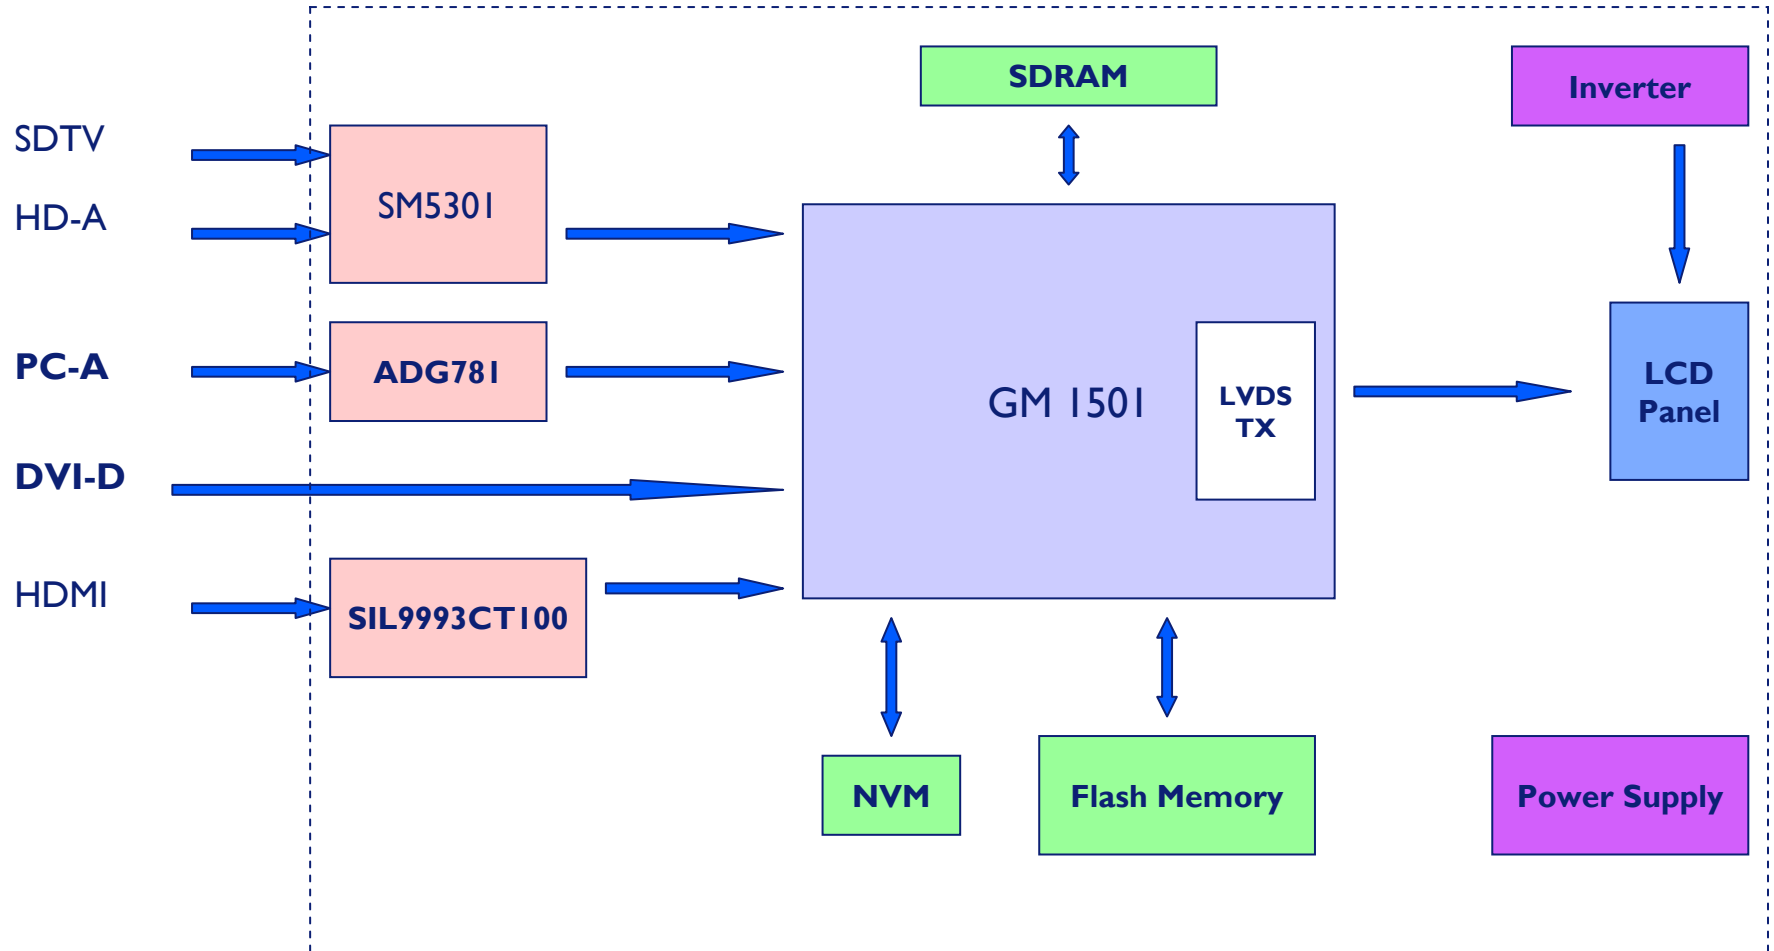 SDRAM
Inverter
SDTV
HD-A
SM5301
PC-A
ADG781
GM 1501
LVDS
TX
LCD
Panel
DVI-D
HDMI
SIL9993CT100
NVM
Flash Memory
Power Supply